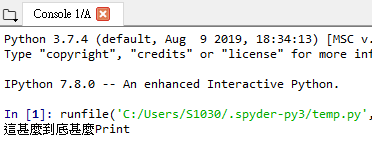 Console 1/A
Python 3.7.4 (default, Aug  9 2019, 18:34:13) [MSC v.
Type "copyright", "credits" or "license" for more inf
IPython 7.8.0 -- An enhanced Interactive Python.
In [1]: runfile('C:/Users/S1030/.spyder-py3/temp.py',
這甚麼到底甚麼Print